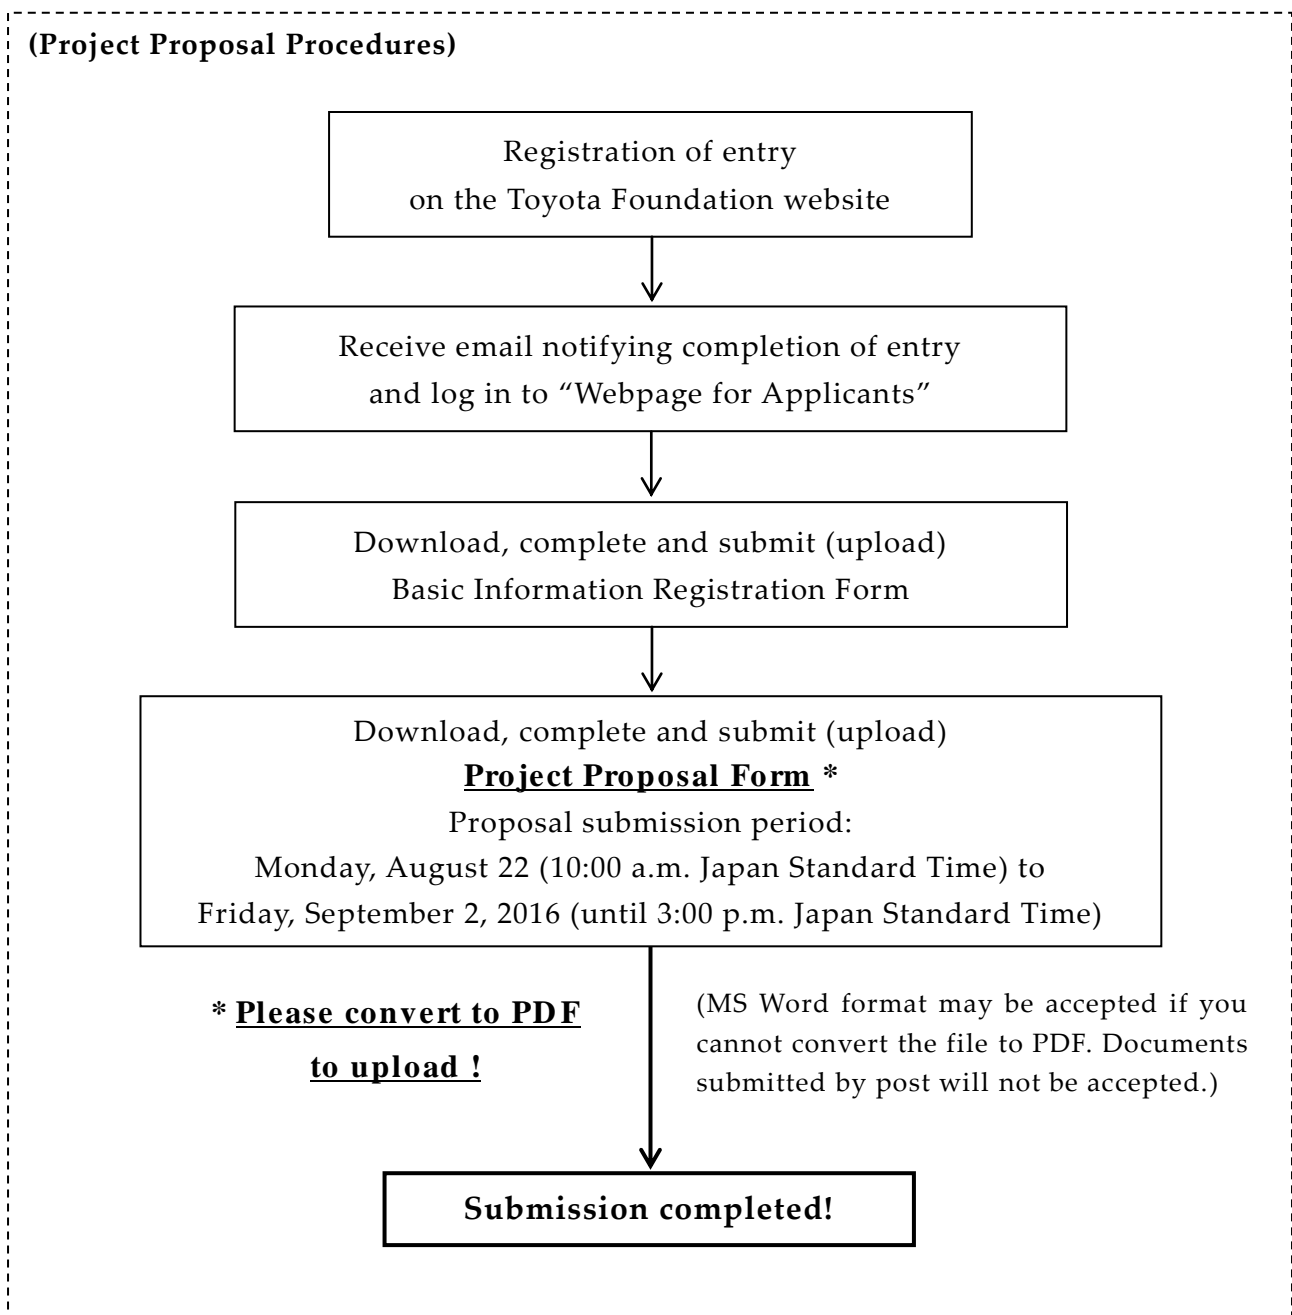 (Project Proposal Procedures)
Registration of entry
on the Toyota Foundation website
Receive email notifying completion of entry
and log in to “Webpage for Applicants”
Download, complete and submit (upload)
Basic Information Registration Form
Download, complete and submit (upload)
Project Proposal Form *
Proposal submission period:
Monday, August 22 (10:00 a.m. Japan Standard Time) to
Friday, September 2, 2016 (until 3:00 p.m. Japan Standard Time)
* Please convert to PDF
to upload !
(MS Word format may be accepted if you
cannot convert the file to PDF. Documents
submitted by post will not be accepted.)
Submission completed!